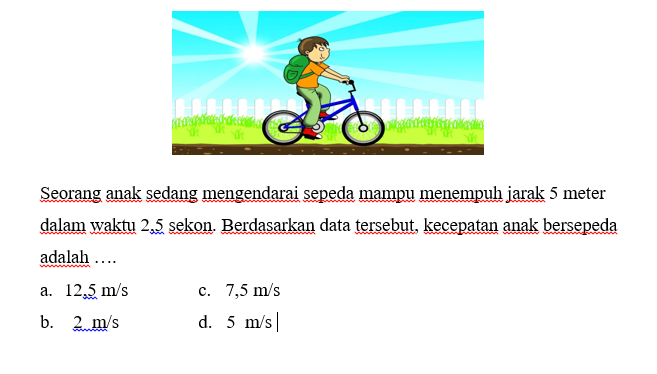 Seorang anak sedang mengendarai sepeda mampu menempuh jarak 5 meter
dalam waktu 2,5 sekon. Berdasarkan data tersebut, kecepatan anak bersepeda
adalah ….
a. 12,5 m/s c. 7,5 m/s
b. 2 m/s d. 5 m/s